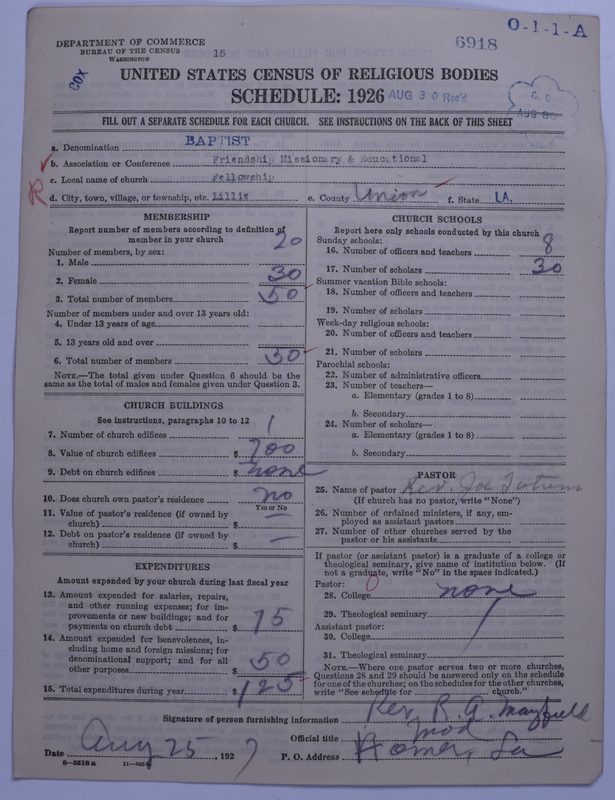 DEPARTMENT OF COMMERCE
BUREAU OF THE CENSUS
WASHINGTON
16
6918
O-1-1-A
COX
UNITED STATES CENSUS OF RELIGIOUS BODIES
SCHEDULE: 1926
AUG 30 Rec'd
C. C.
AUG 30
FILL OUT A SEPARATE SCHEDULE FOR EACH CHURCH. SEE INSTRUCTIONS ON THE BACK OF THIS SHEET
a. Denomination BAPTIST
b. Association or Conference Friendship Missionary & Educational
c. Local name of church Fellowship
d. City, town, village, or township, etc. Lillie e. County Union f. State LA.
MEMBERSHIP
Report number of members according to definition of member in your church
Number of members, by sex:
1. Male 20
2. Female 30
3. Total number of members 50
Number of members under and over 13 years old:
4. Under 13 years of age
5. 13 years old and over
6. Total number of members 50
NOTE.—The total given under Question 6 should be the
same as the total of males and females given under Question 3.
CHURCH BUILDINGS
See instructions, paragraphs 10 to 12
7. Number of church edifices 1
8. Value of church edifices $ 700
9. Debt on church edifices $ none
10. Does church own pastor's residence no
Yes or No
11. Value of pastor's residence (if owned by
church) $ —
12. Debt on pastor's residence (if owned by
church) $ —
EXPENDITURES
Amount expended by your church during last fiscal year
13. Amount expended for salaries, repairs,
and other running expenses; for im-
provements or new buildings; and for
payments on church debt $ 75
14. Amount expended for benevolences, in-
cluding home and foreign missions; for
denominational support; and for all
other purposes $ 50
15. Total expenditures during year $ 125
CHURCH SCHOOLS
Report here only schools conducted by this church
Sunday schools:
16. Number of officers and teachers 8
17. Number of scholars 30
Summer vacation Bible schools:
18. Number of officers and teachers
19. Number of scholars
Week-day religious schools:
20. Number of officers and teachers
21. Number of scholars
Parochial schools:
22. Number of administrative officers
23. Number of teachers—
a. Elementary (grades 1 to 8)
b. Secondary
24. Number of scholars—
a. Elementary (grades 1 to 8)
b. Secondary
PASTOR
25. Name of pastor Rev. Joe
(If church has no pastor, write "None")
26. Number of ordained ministers, if any, em-
ployed as assistant pastors
27. Number of other churches served by the
pastor or his assistants
If pastor (or assistant pastor) is a graduate of a college or
theological seminary, give name of institution below. (If
not a graduate, write "No" in the space indicated.)
Pastor: 0
28. College none
29. Theological seminary
Assistant pastor:
30. College
31. Theological seminary
NOTE.—Where one pastor serves two or more churches,
Questions 28 and 29 should be answered only on the schedule
for one of the churches; on the schedules for the other churches,
write "See schedule for church."
Signature of person furnishing information Rev. R. A. Mayfield
Official title Mod
Date Aug 25, 1927 P. O. Address Homer, La
8-5518a